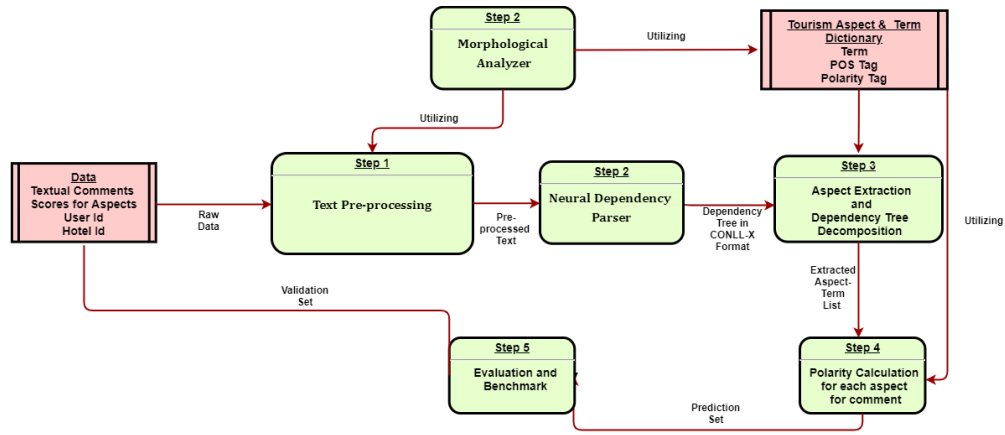 Step 2
Morphological
Analyzer
Utilizing
Tourism Aspect & Term
Dictionary
Term
POS Tag
Polarity Tag
Utilizing
Data
Textual Comments
Scores for Aspects
User Id
Hotel Id
Raw
Data
Step 1
Text Pre-processing
Pre-
processed
Text
Step 2
Neural Dependency
Parser
Dependency
Tree in
CONLL-X
Format
Step 3
Aspect Extraction
and
Dependency Tree
Decomposition
Utilizing
Extracted
Aspect-
Term
List
Validation
Set
Step 5
Evaluation and
Benchmark
Step 4
Polarity Calculation
for each aspect
for comment
Prediction
Set